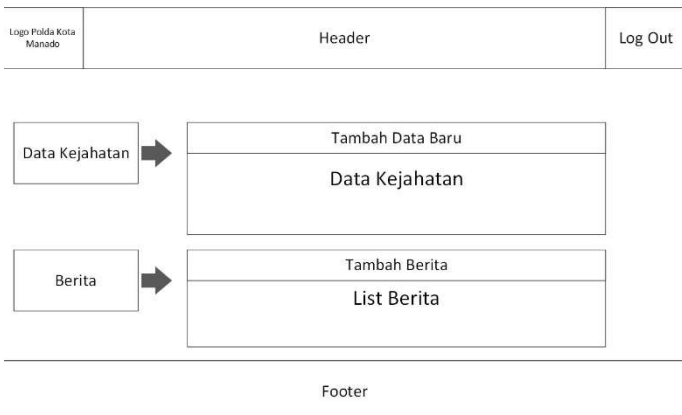 Logo Polda Kota
Manado
Header
Log Out
Data Kejahatan
Tambah Data Baru
Data Kejahatan
Berita
Tambah Berita
List Berita
Footer